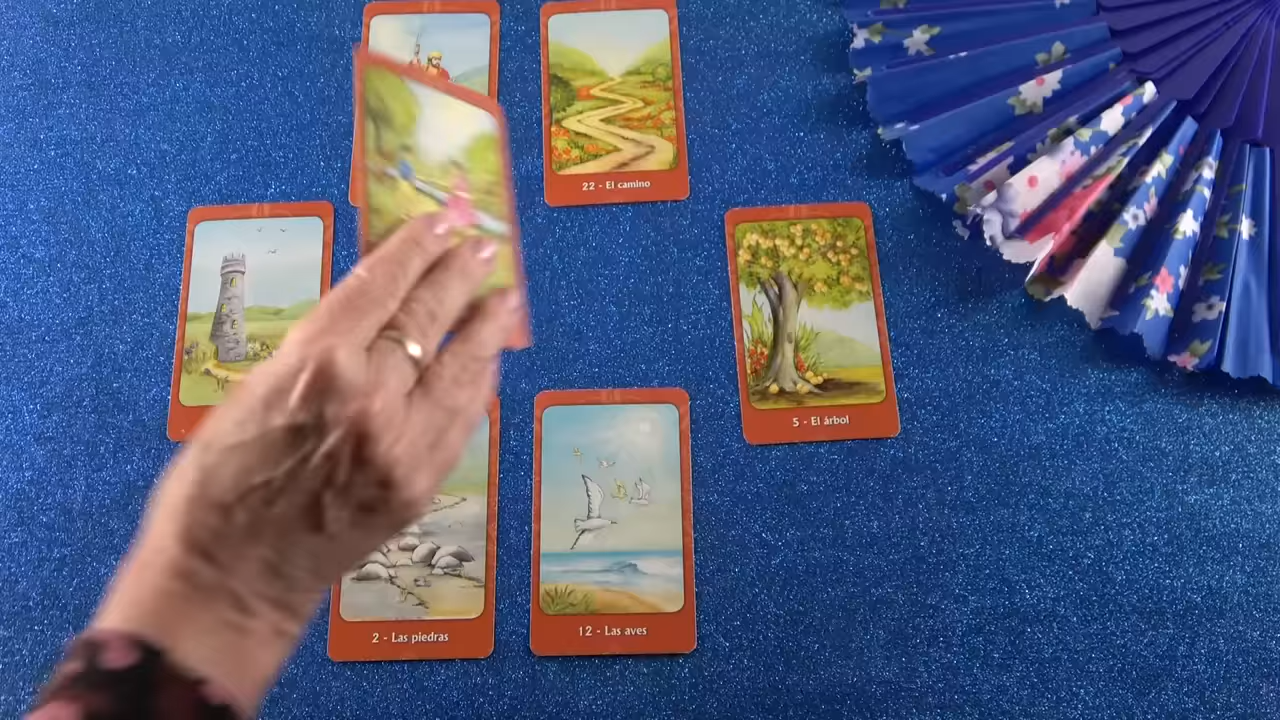 22 - El camino
5 - El árbol
2 - Las piedras
12 - Las aves